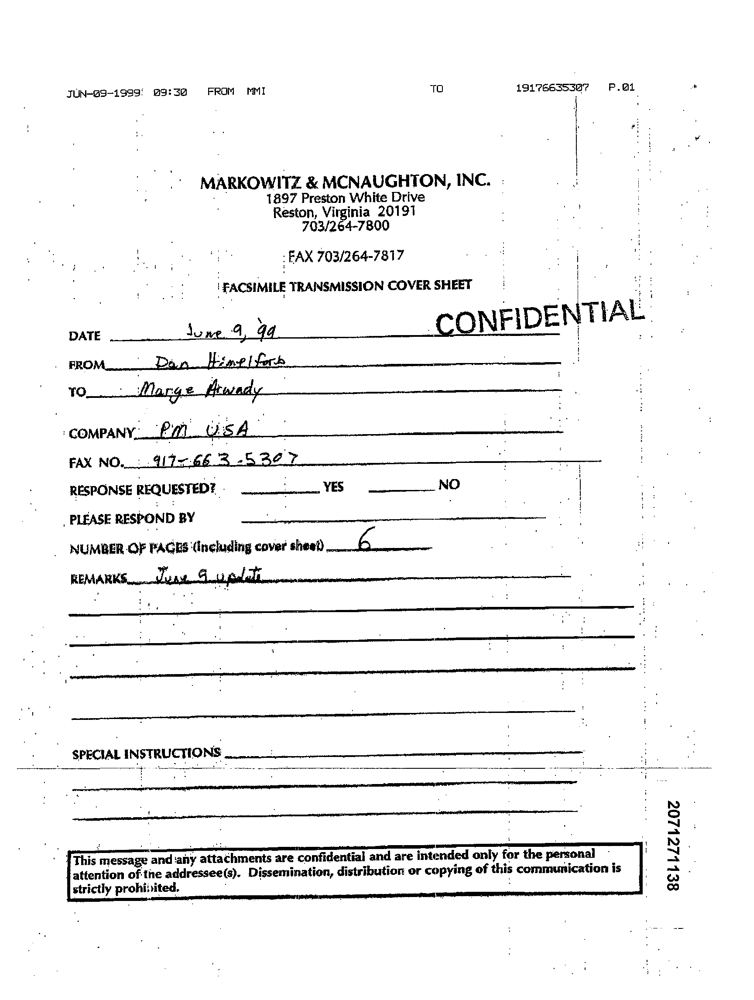 JUN-09-1999 09:30 FROM MMI TO 19176635307 P.01
MARKOWITZ & MCNAUGHTON, INC.
1897 Preston White Drive
Reston, Virginia 20191
703/264-7800
FAX 703/264-7817
FACSIMILE TRANSMISSION COVER SHEET
CONFIDENTIAL
DATE June 9, 99
FROM Dan Himelfarb
TO Marge Arwady
COMPANY PM USA
FAX NO. 917-663-5307
RESPONSE REQUESTED? YES NO
PLEASE RESPOND BY
NUMBER OF PAGES (including cover sheet) 6
REMARKS June 9 update
SPECIAL INSTRUCTIONS
This message and any attachments are confidential and are intended only for the personal
attention of the addressee(s). Dissemination, distribution or copying of this communication is
strictly prohibited.
2071271138